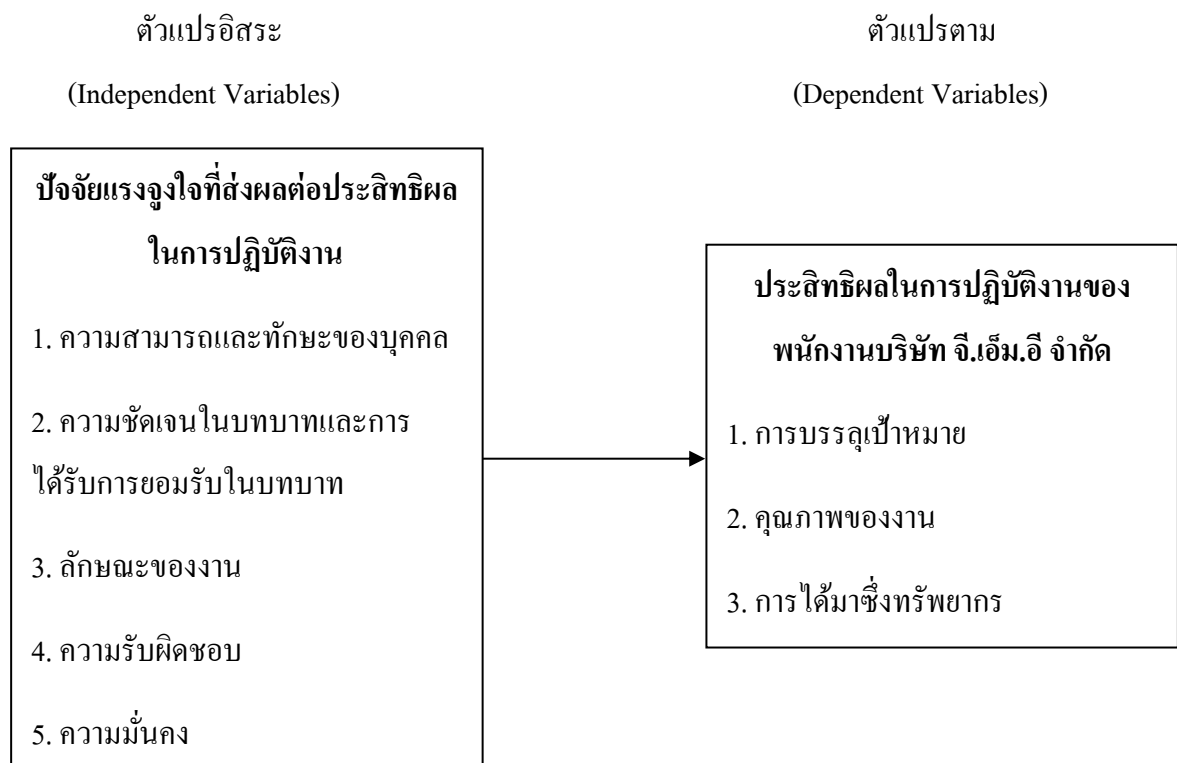 ตัวแปรอิสระ
(Independent Variables)
ปัจจัยแรงจูงใจที่ส่งผลต่อประสิทธิผล
ในการปฏิบัติงาน
1. ความสามารถและทักษะของบุคคล
2. ความชัดเจนในบทบาทและการ
ได้รับการยอมรับในบทบาท
3. ลักษณะของงาน
4. ความรับผิดชอบ
5. ความมั่นคง
ตัวแปรตาม
(Dependent Variables)
ประสิทธิผลในการปฏิบัติงานของ
พนักงานบริษัท จี.เอ็ม.อี จำกัด
1. การบรรลุเป้าหมาย
2. คุณภาพของงาน
3. การได้มาซึ่งทรัพยากร